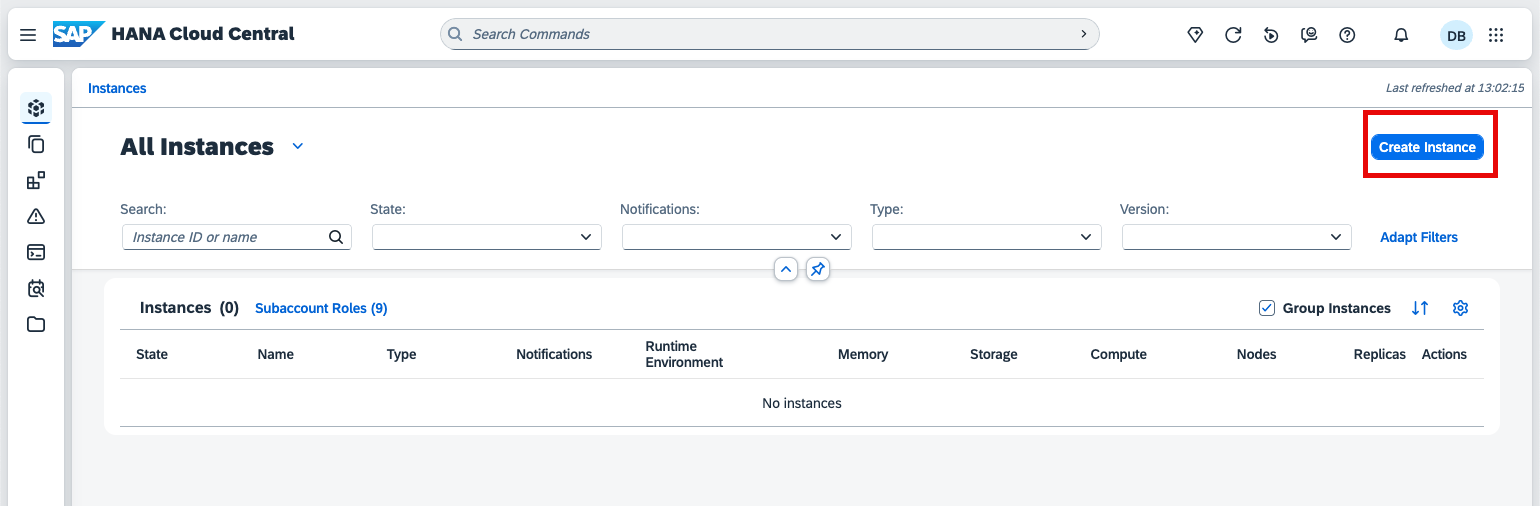 SAP HANA Cloud Central
Search Commands
DB
Instances
Last refreshed at 13:02:15
All Instances
Create Instance
Search:
State:
Notifications:
Type:
Version:
Instance ID or name
Adapt Filters
Instances (0)
Subaccount Roles (9)
Group Instances
State
Name
Type
Notifications
Runtime
Environment
Memory
Storage
Compute
Nodes
Replicas
Actions
No instances